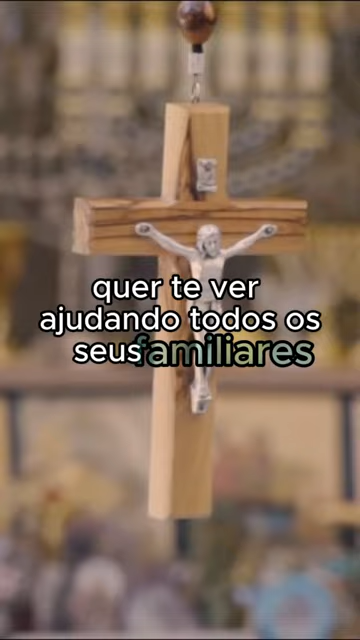 quer te ver
ajudando todos os
seus familiares